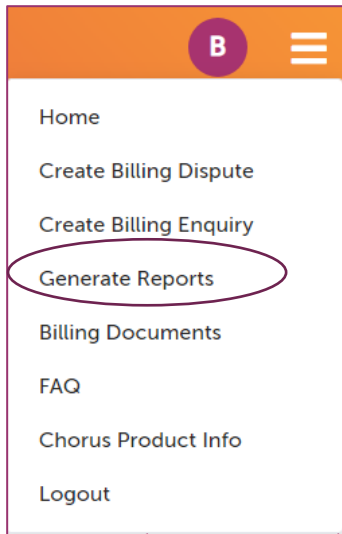 B
Home
Create Billing Dispute
Create Billing Enquiry
Generate Reports
Billing Documents
FAQ
Chorus Product Info
Logout